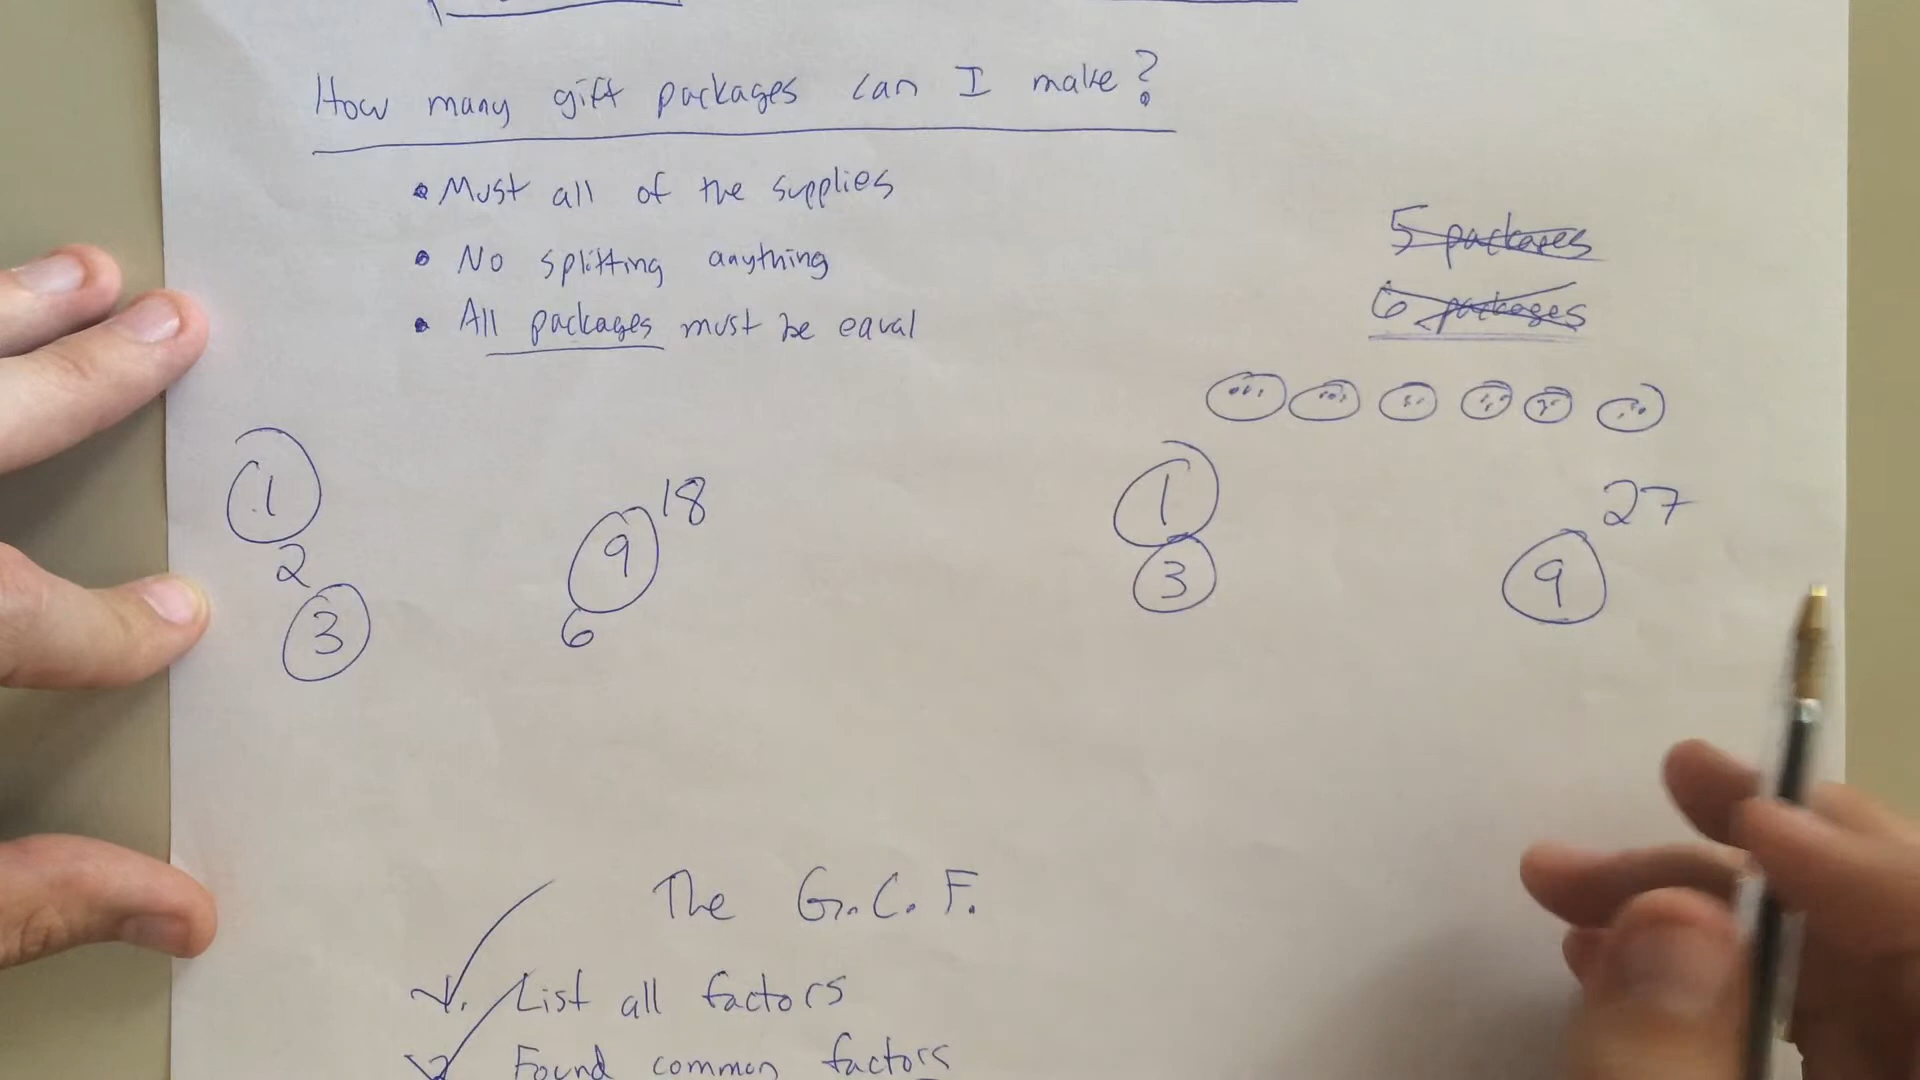 How many gift packages can I make?
• Must all of the supplies
• No splitting anything
• All packages must be equal
5 packages
6 packages
1
2
3
18
9
6
1
3
27
9
The G.C.F.
1. List all factors
2. Found common factors